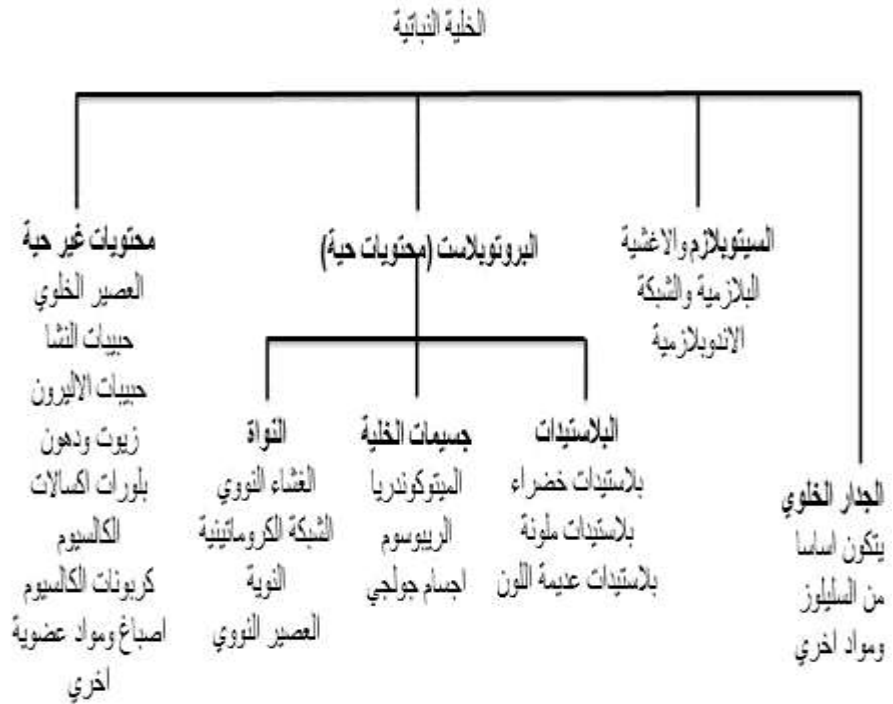 الخلية النباتية
الجدار الخلوي
يتكون اساسا
من السليلوز
ومواد اخري
السيتوبلازم والاغشية
البلازمية والشبكة
الاندوبلازمية
البروتوبلاست (محتويات حية)
البلاستيدات
بلاستيدات خضراء
بلاستيدات ملونة
بلاستيدات عديمة اللون
جسيمات الخلية
الميتوكوندريا
الريبوسوم
اجسام جولجي
النواة
الغشاء النووي
الشبكة الكروماتينية
النوية
العصير النووي
محتويات غير حية
العصير الخلوي
حبيبات النشا
حبيبات الاليرون
زيوت ودهون
بلورات اكسالات
الكالسيوم
كربونات الكالسيوم
اصباغ ومواد عضوية
اخري